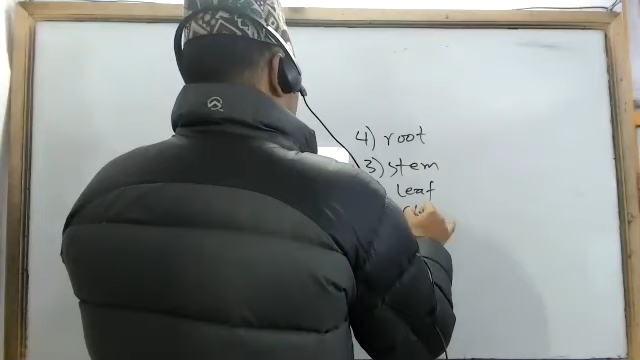 4) root
3) stem
leaf